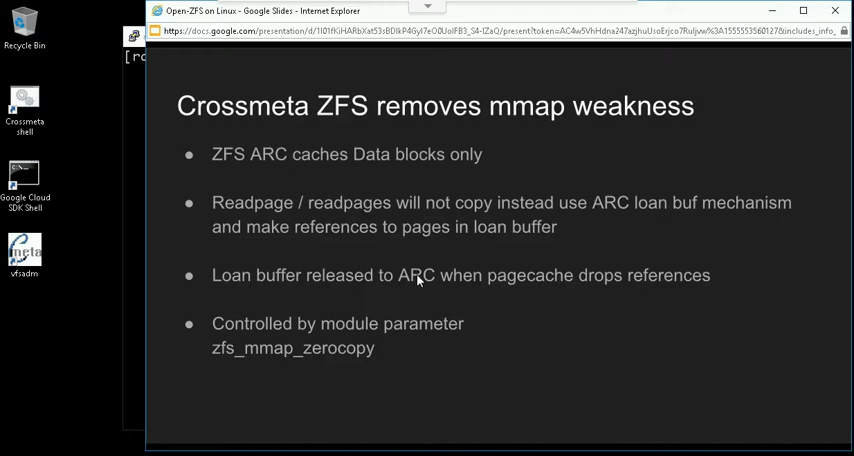 Open-ZFS on Linux - Google Slides - Internet Explorer
Recycle Bin
Crossmeta ZFS removes mmap weakness
Crossmeta
shell
ZFS ARC caches Data blocks only
Google Cloud
SDK Shell
Readpage / readpages will not copy instead use ARC loan buf mechanism
and make references to pages in loan buffer
vfsadm
Loan buffer released to ARC when pagecache drops references
Controlled by module parameter
zfs_mmap_zerocopy